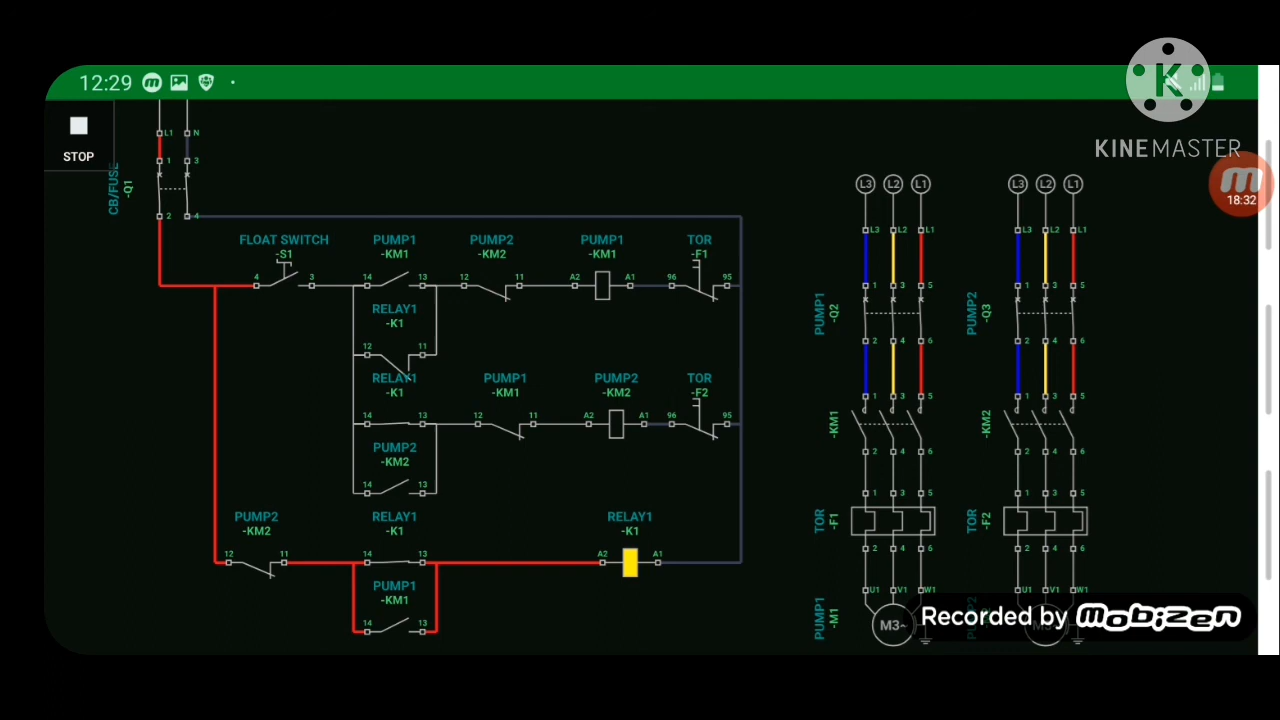 12:29
KINEMASTER
18:32
STOP
L1 N
1 3
CB/FUSE
-Q1
2 4
FLOAT SWITCH PUMP1 PUMP2 PUMP1 TOR
-S1 -KM1 -KM2 -KM1 -F1
4 3 14 13 12 11 A2 A1 96 95
RELAY1
-K1
12 11
RELAY1 PUMP1 PUMP2 TOR
-K1 -KM1 -KM2 -F2
14 13 12 11 A2 A1 96 95
PUMP2
-KM2
14 13
PUMP2 RELAY1 RELAY1
-KM2 -K1 -K1
12 11 14 13 A2 A1
PUMP1
-KM1
14 13
L3 L2 L1 L3 L2 L1
L3 L2 L1 L3 L2 L1
1 3 5 1 3 5
PUMP1 PUMP2
-Q2 -Q3
2 4 6 2 4 6
1 3 5 1 3 5
-KM1 -KM2
2 4 6 2 4 6
1 3 5 1 3 5
TOR TOR
-F1 -F2
2 4 6 2 4 6
U1 V1 W1 U1 V1 W1
PUMP1 PUMP2
-M1
M3~
Recorded by mobizen